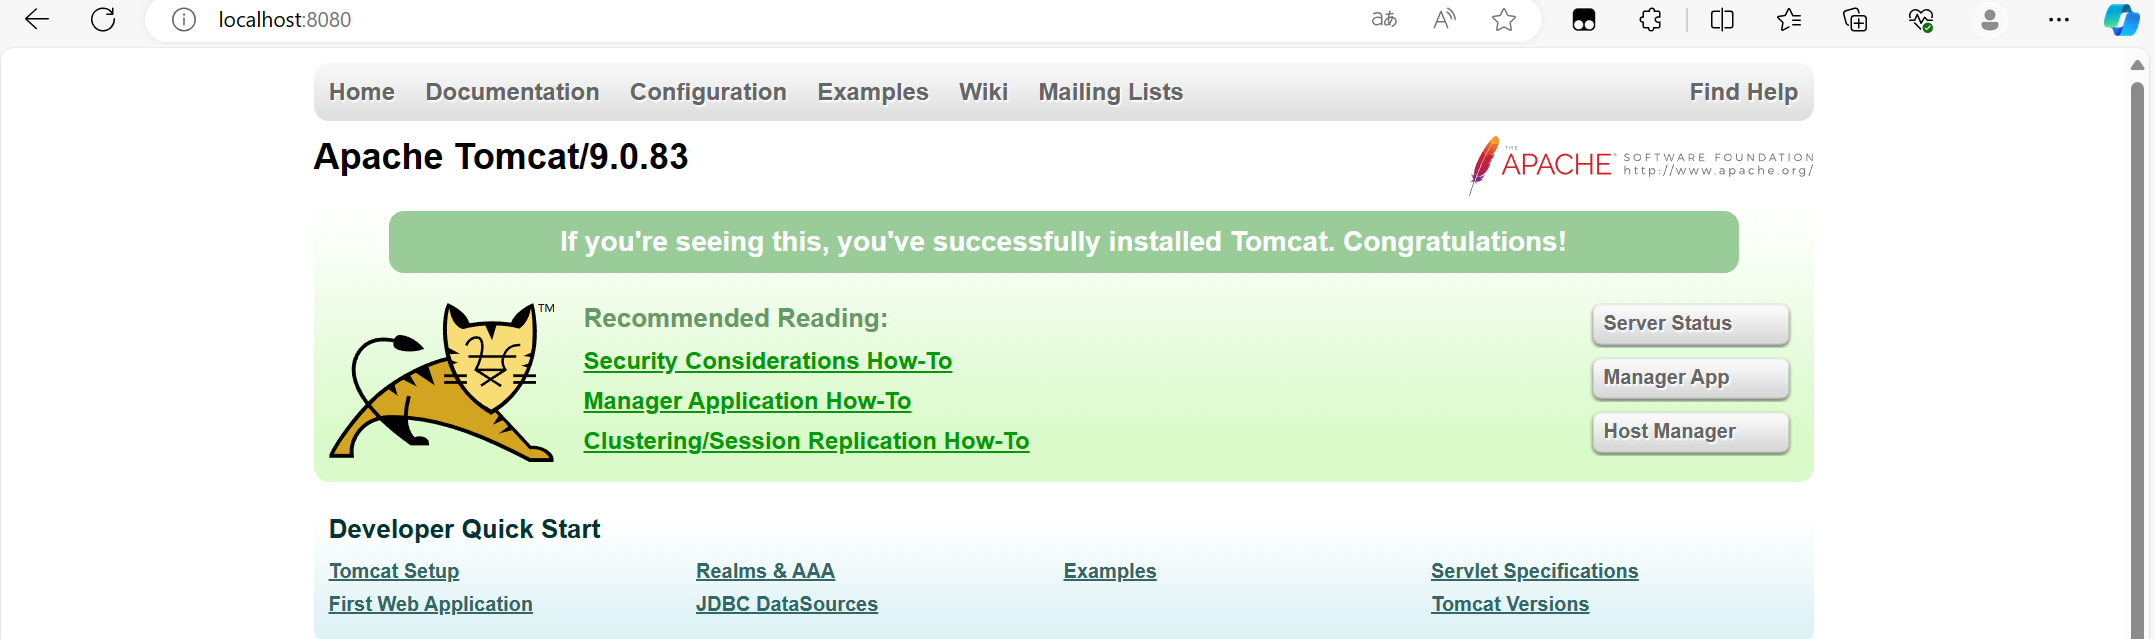 localhost:8080
aあ
Home Documentation Configuration Examples Wiki Mailing Lists Find Help
Apache Tomcat/9.0.83
THE
APACHE™ SOFTWARE FOUNDATION
http://www.apache.org/
If you're seeing this, you've successfully installed Tomcat. Congratulations!
TM
Recommended Reading:
Security Considerations How-To
Manager Application How-To
Clustering/Session Replication How-To
Server Status
Manager App
Host Manager
Developer Quick Start
Tomcat Setup Realms & AAA Examples Servlet Specifications
First Web Application JDBC DataSources Tomcat Versions